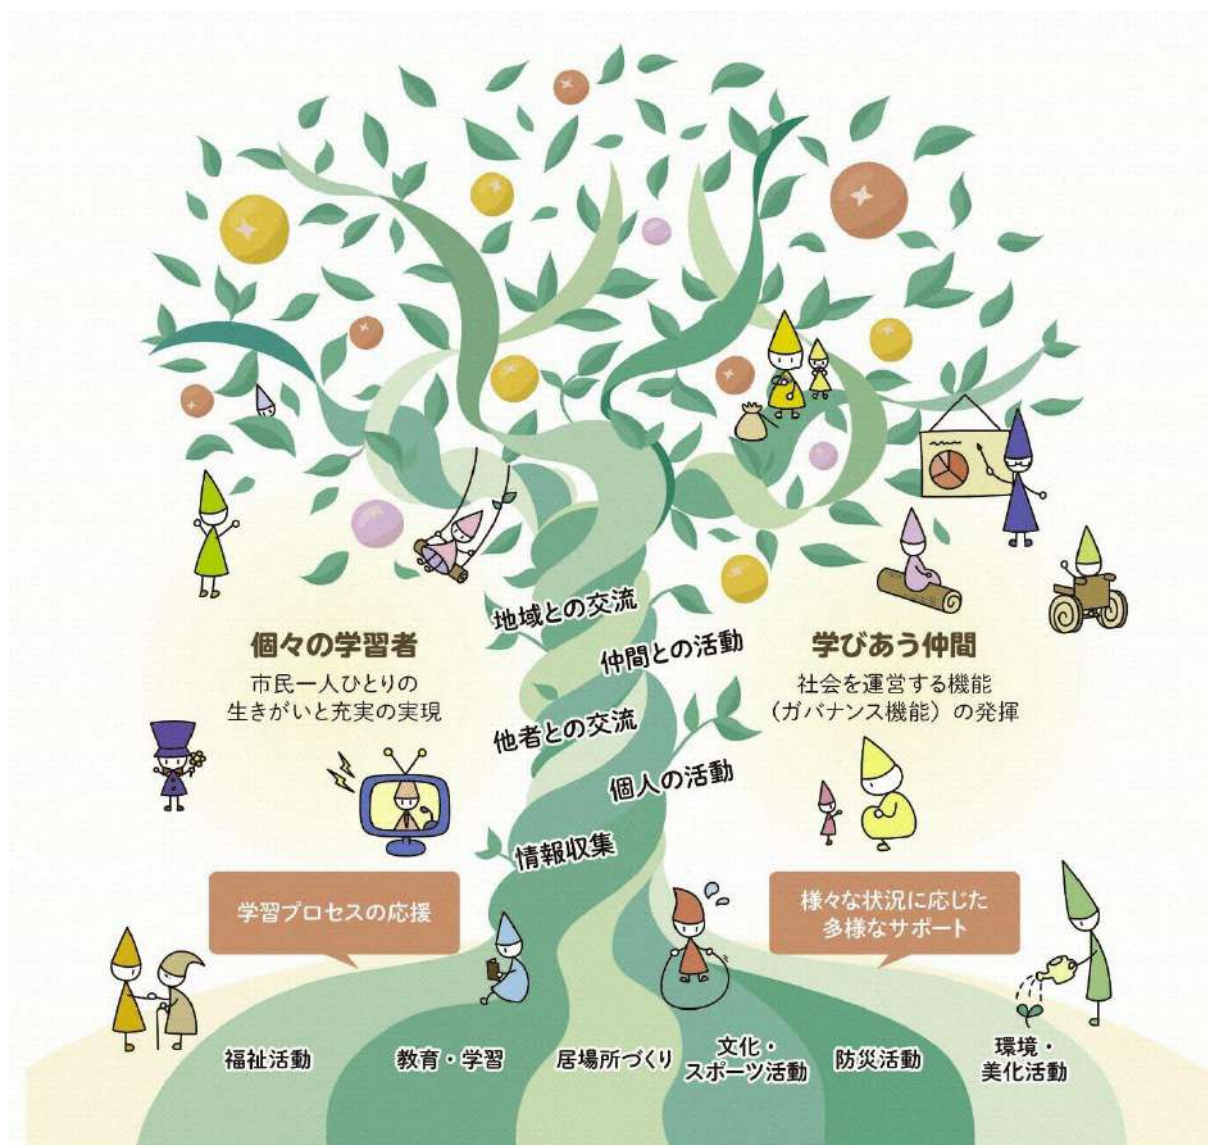 地域との交流
仲間との活動
他者との交流
個人の活動
情報収集
個々の学習者
市民一人ひとりの
生きがいと充実の実現
学びあう仲間
社会を運営する機能
（ガバナンス機能）の発揮
学習プロセスの応援
様々な状況に応じた
多様なサポート
福祉活動
教育・学習
居場所づくり
文化・
スポーツ活動
防災活動
環境・
美化活動